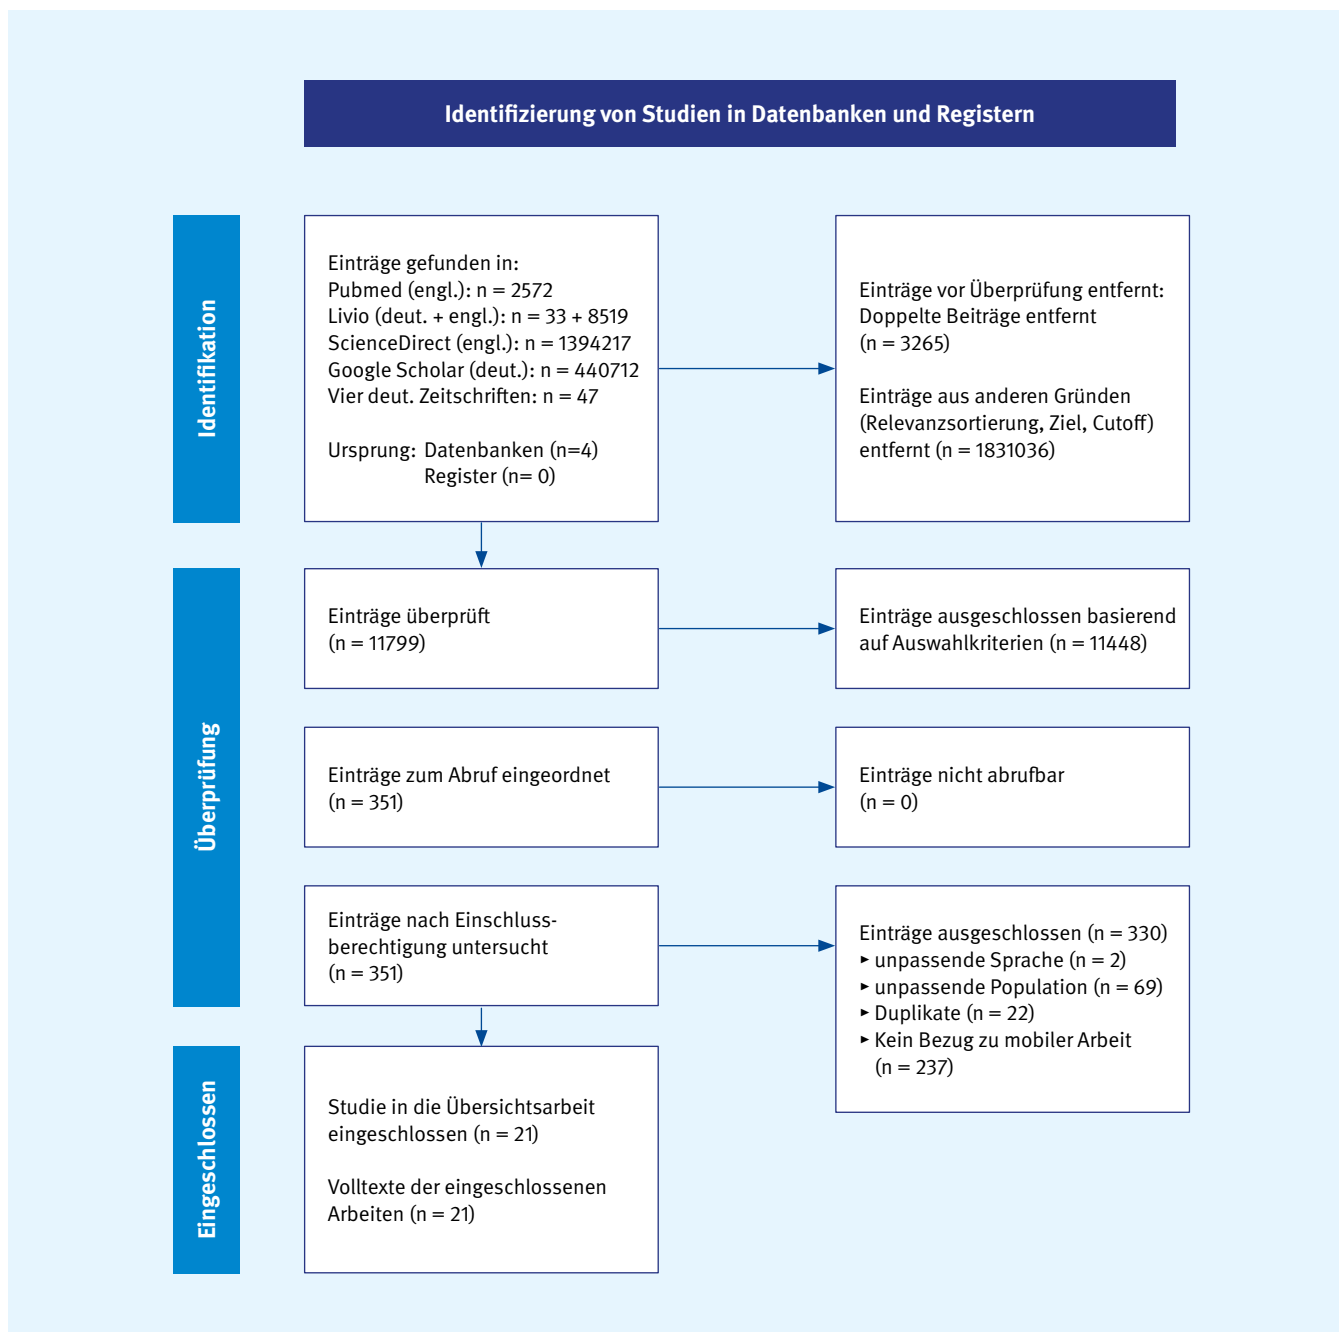 Identifizierung von Studien in Datenbanken und Registern
Identifikation
Einträge gefunden in:
Pubmed (engl.): n = 2572
Livio (deut. + engl.): n = 33 + 8519
ScienceDirect (engl.): n = 1394217
Google Scholar (deut.): n = 440712
Vier deut. Zeitschriften: n = 47
Ursprung: Datenbanken (n=4)
Register (n= 0)
Einträge vor Überprüfung entfernt:
Doppelte Beiträge entfernt
(n = 3265)
Einträge aus anderen Gründen
(Relevanzsortierung, Ziel, Cutoff)
entfernt (n = 1831036)
Überprüfung
Einträge überprüft
(n = 11799)
Einträge ausgeschlossen basierend
auf Auswahlkriterien (n = 11448)
Einträge zum Abruf eingeordnet
(n = 351)
Einträge nicht abrufbar
(n = 0)
Einträge nach Einschluss-
berechtigung untersucht
(n = 351)
Einträge ausgeschlossen (n = 330)
▸ unpassende Sprache (n = 2)
▸ unpassende Population (n = 69)
▸ Duplikate (n = 22)
▸ Kein Bezug zu mobiler Arbeit
(n = 237)
Eingeschlossen
Studie in die Übersichtsarbeit
eingeschlossen (n = 21)
Volltexte der eingeschlossenen
Arbeiten (n = 21)